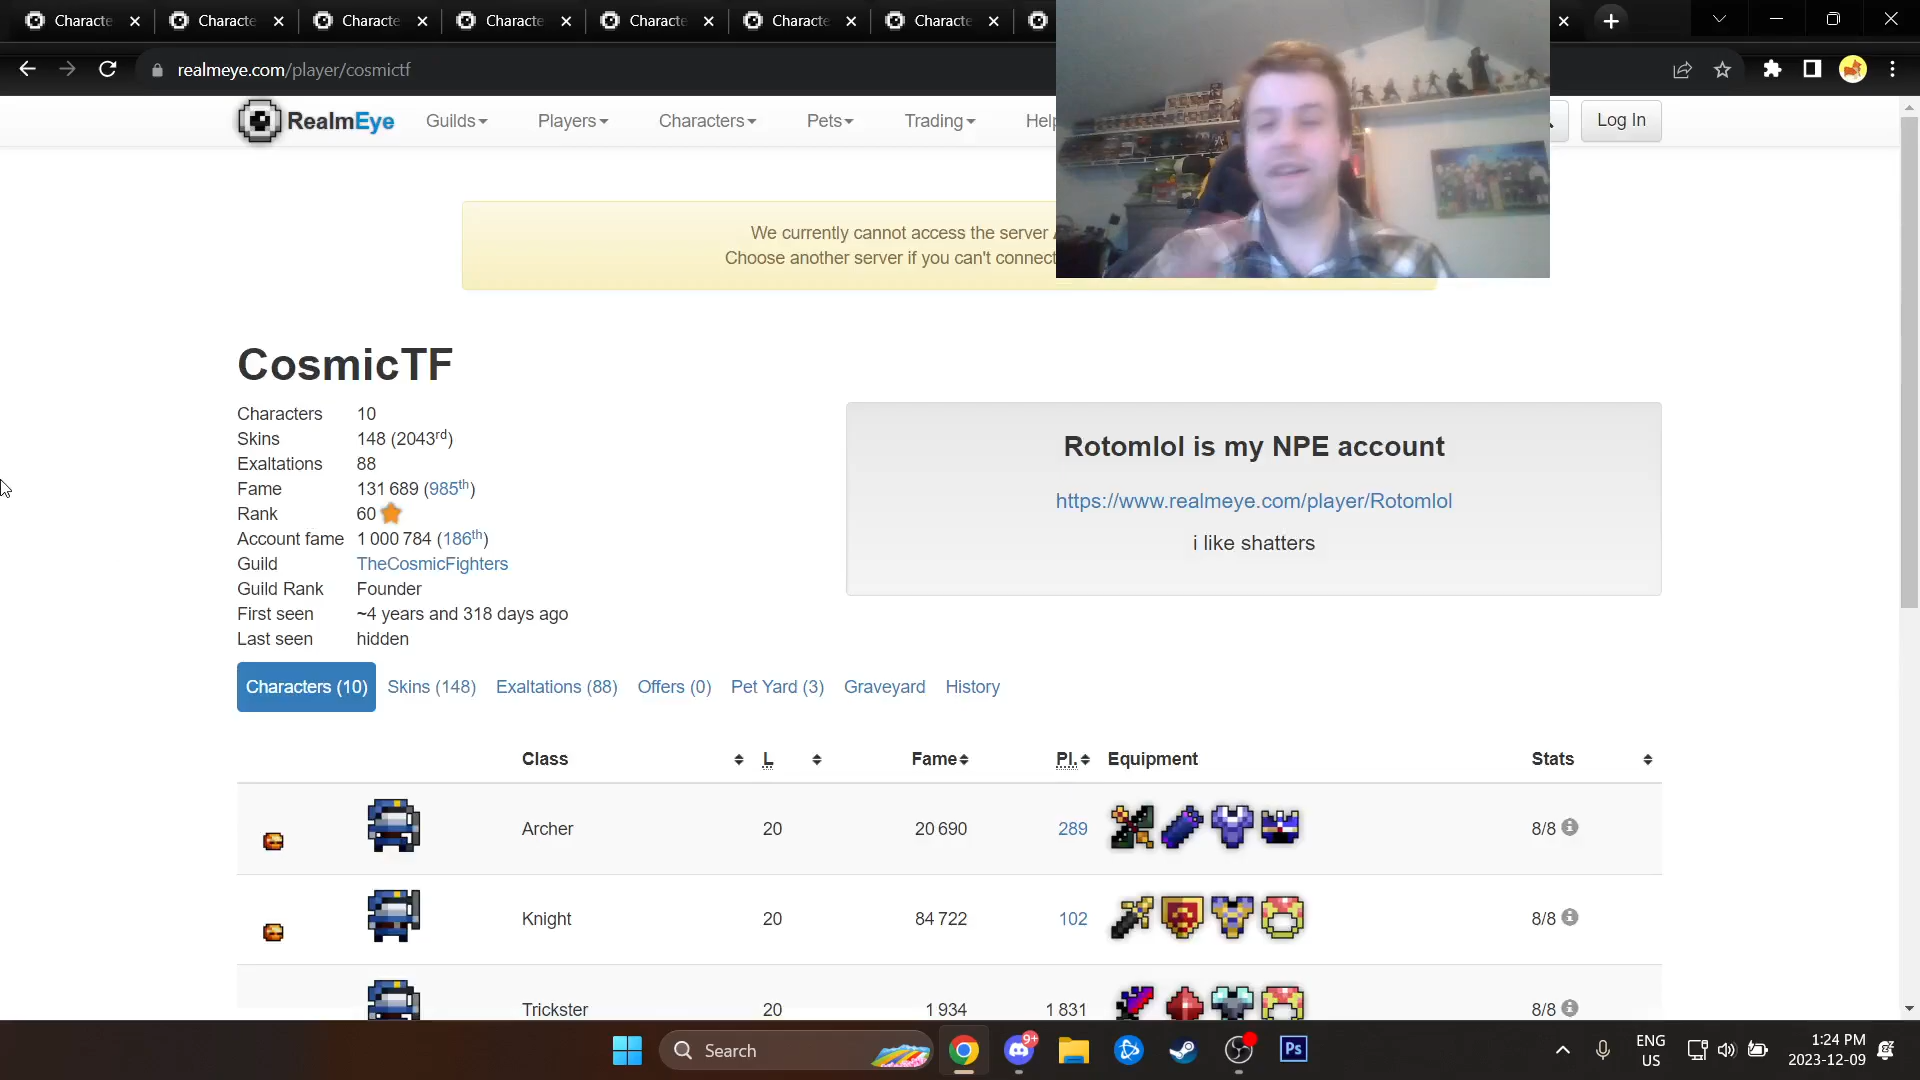 Characte
Characte
Characte
Characte
Characte
Characte
Characte
realmeye.com/player/cosmictf
RealmEye
Guilds
Players
Characters
Pets
Trading
Help
Log In
We currently cannot access the server
Choose another server if you can't connect
CosmicTF
Characters 10
Skins 148 (2043rd)
Exaltations 88
Fame 131 689 (985th)
Rank 60
Account fame 1 000 784 (186th)
Guild TheCosmicFighters
Guild Rank Founder
First seen ~4 years and 318 days ago
Last seen hidden
Rotomlol is my NPE account
https://www.realmeye.com/player/Rotomlol
i like shatters
Characters (10) Skins (148) Exaltations (88) Offers (0) Pet Yard (3) Graveyard History
Class L Fame Pl. Equipment Stats
Archer 20 20 690 289 8/8
Knight 20 84 722 102 8/8
Trickster 20 1 934 1 831 8/8
Search
9+
Ps
ENG
US
1:24 PM
2023-12-09